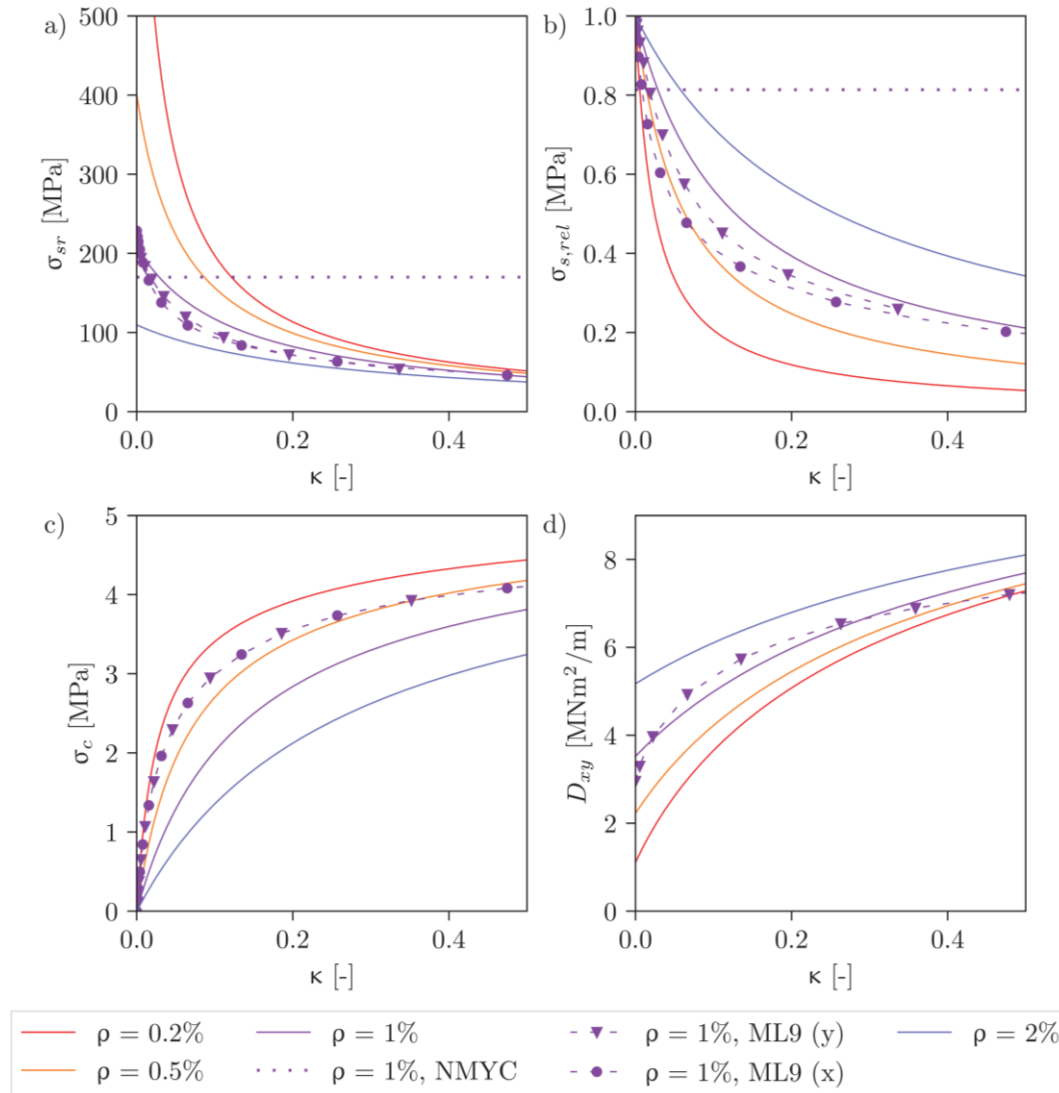 a)
500
400
300
200
100
0
σsr [MPa]
0.0 0.2 0.4
κ [-]
b)
1.0
0.8
0.6
0.4
0.2
0.0
σs,rel [MPa]
0.0 0.2 0.4
κ [-]
c)
5
4
3
2
1
0
σc [MPa]
0.0 0.2 0.4
κ [-]
d)
8
6
4
2
0
Dxy [MNm²/m]
0.0 0.2 0.4
κ [-]
ρ = 0.2% ρ = 1% ρ = 1%, ML9 (y) ρ = 2%
ρ = 0.5% ρ = 1%, NMYC ρ = 1%, ML9 (x)